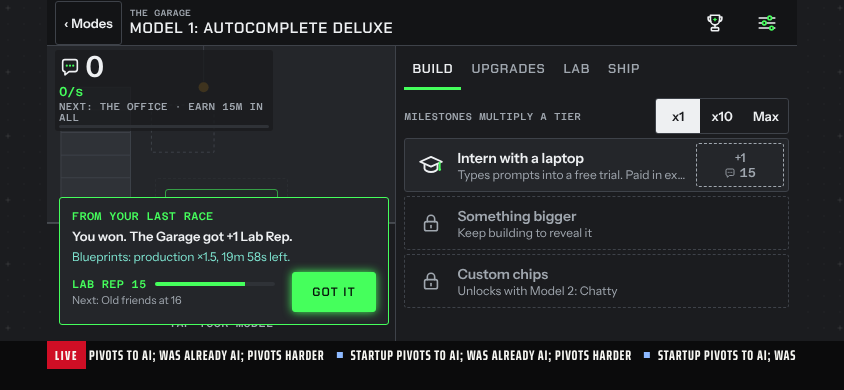 ‹ Modes
THE GARAGE
MODEL 1: AUTOCOMPLETE DELUXE
0
0/s
NEXT: THE OFFICE · EARN 15M IN
ALL
FROM YOUR LAST RACE
You won. The Garage got +1 Lab Rep.
Blueprints: production ×1.5, 19m 58s left.
LAB REP 15
Next: Old friends at 16
GOT IT
TAP YOUR MODEL
BUILD UPGRADES LAB SHIP
MILESTONES MULTIPLY A TIER
x1 x10 Max
Intern with a laptop
Types prompts into a free trial. Paid in ex...
+1
15
Something bigger
Keep building to reveal it
Custom chips
Unlocks with Model 2: Chatty
LIVE PIVOTS TO AI; WAS ALREADY AI; PIVOTS HARDER ■ STARTUP PIVOTS TO AI; WAS ALREADY AI; PIVOTS HARDER ■ STARTUP PIVOTS TO AI; WAS